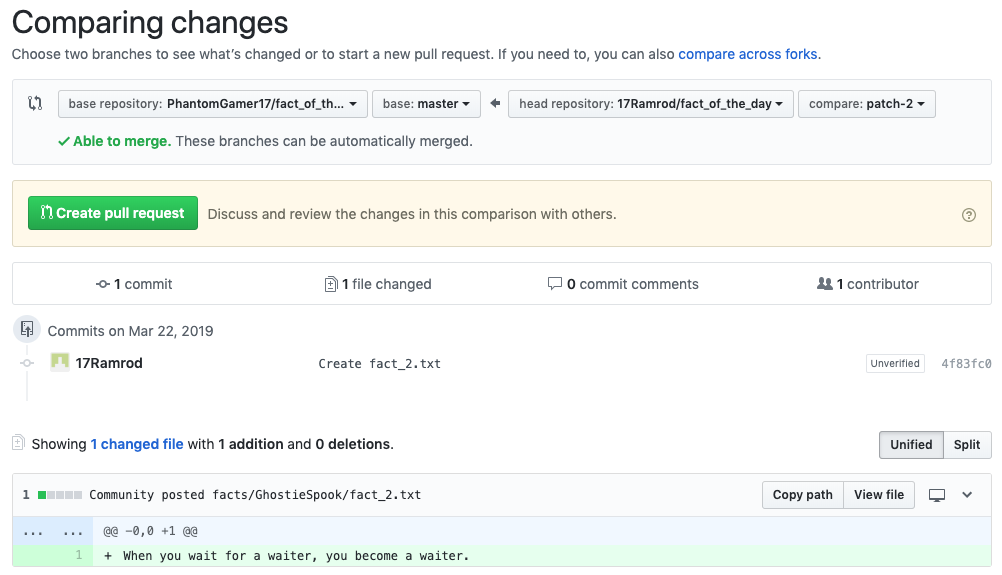 Comparing changes
Choose two branches to see what's changed or to start a new pull request. If you need to, you can also compare across forks.
base repository: PhantomGamer17/fact_of_th... base: master head repository: 17Ramrod/fact_of_the_day compare: patch-2
Able to merge. These branches can be automatically merged.
Create pull request Discuss and review the changes in this comparison with others.
1 commit 1 file changed 0 commit comments 1 contributor
Commits on Mar 22, 2019
17Ramrod Create fact_2.txt Unverified 4f83fc0
Showing 1 changed file with 1 addition and 0 deletions. Unified Split
1 Community posted facts/GhostieSpook/fact_2.txt Copy path View file
... ... @@ -0,0 +1 @@
1 + When you wait for a waiter, you become a waiter.